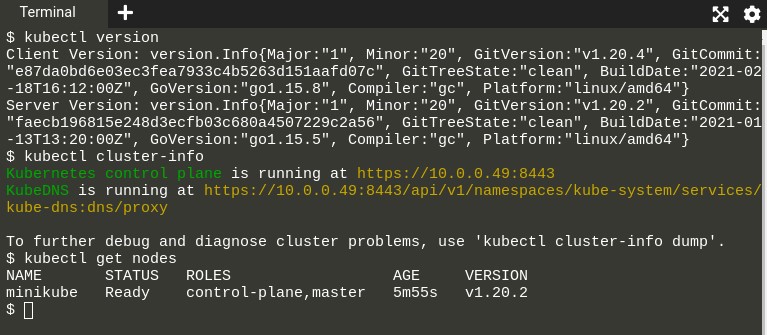 Terminal
$ kubectl version
Client Version: version.Info{Major:"1", Minor:"20", GitVersion:"v1.20.4", GitCommit:
"e87da0bd6e03ec3fea7933c4b5263d151aafd07c", GitTreeState:"clean", BuildDate:"2021-02
-18T16:12:00Z", GoVersion:"go1.15.8", Compiler:"gc", Platform:"linux/amd64"}
Server Version: version.Info{Major:"1", Minor:"20", GitVersion:"v1.20.2", GitCommit:
"faecb196815e248d3ecfb03c680a4507229c2a56", GitTreeState:"clean", BuildDate:"2021-01
-13T13:20:00Z", GoVersion:"go1.15.5", Compiler:"gc", Platform:"linux/amd64"}
$ kubectl cluster-info
Kubernetes control plane is running at https://10.0.0.49:8443
KubeDNS is running at https://10.0.0.49:8443/api/v1/namespaces/kube-system/services/
kube-dns:dns/proxy
To further debug and diagnose cluster problems, use 'kubectl cluster-info dump'.
$ kubectl get nodes
NAME STATUS ROLES AGE VERSION
minikube Ready control-plane,master 5m55s v1.20.2
$